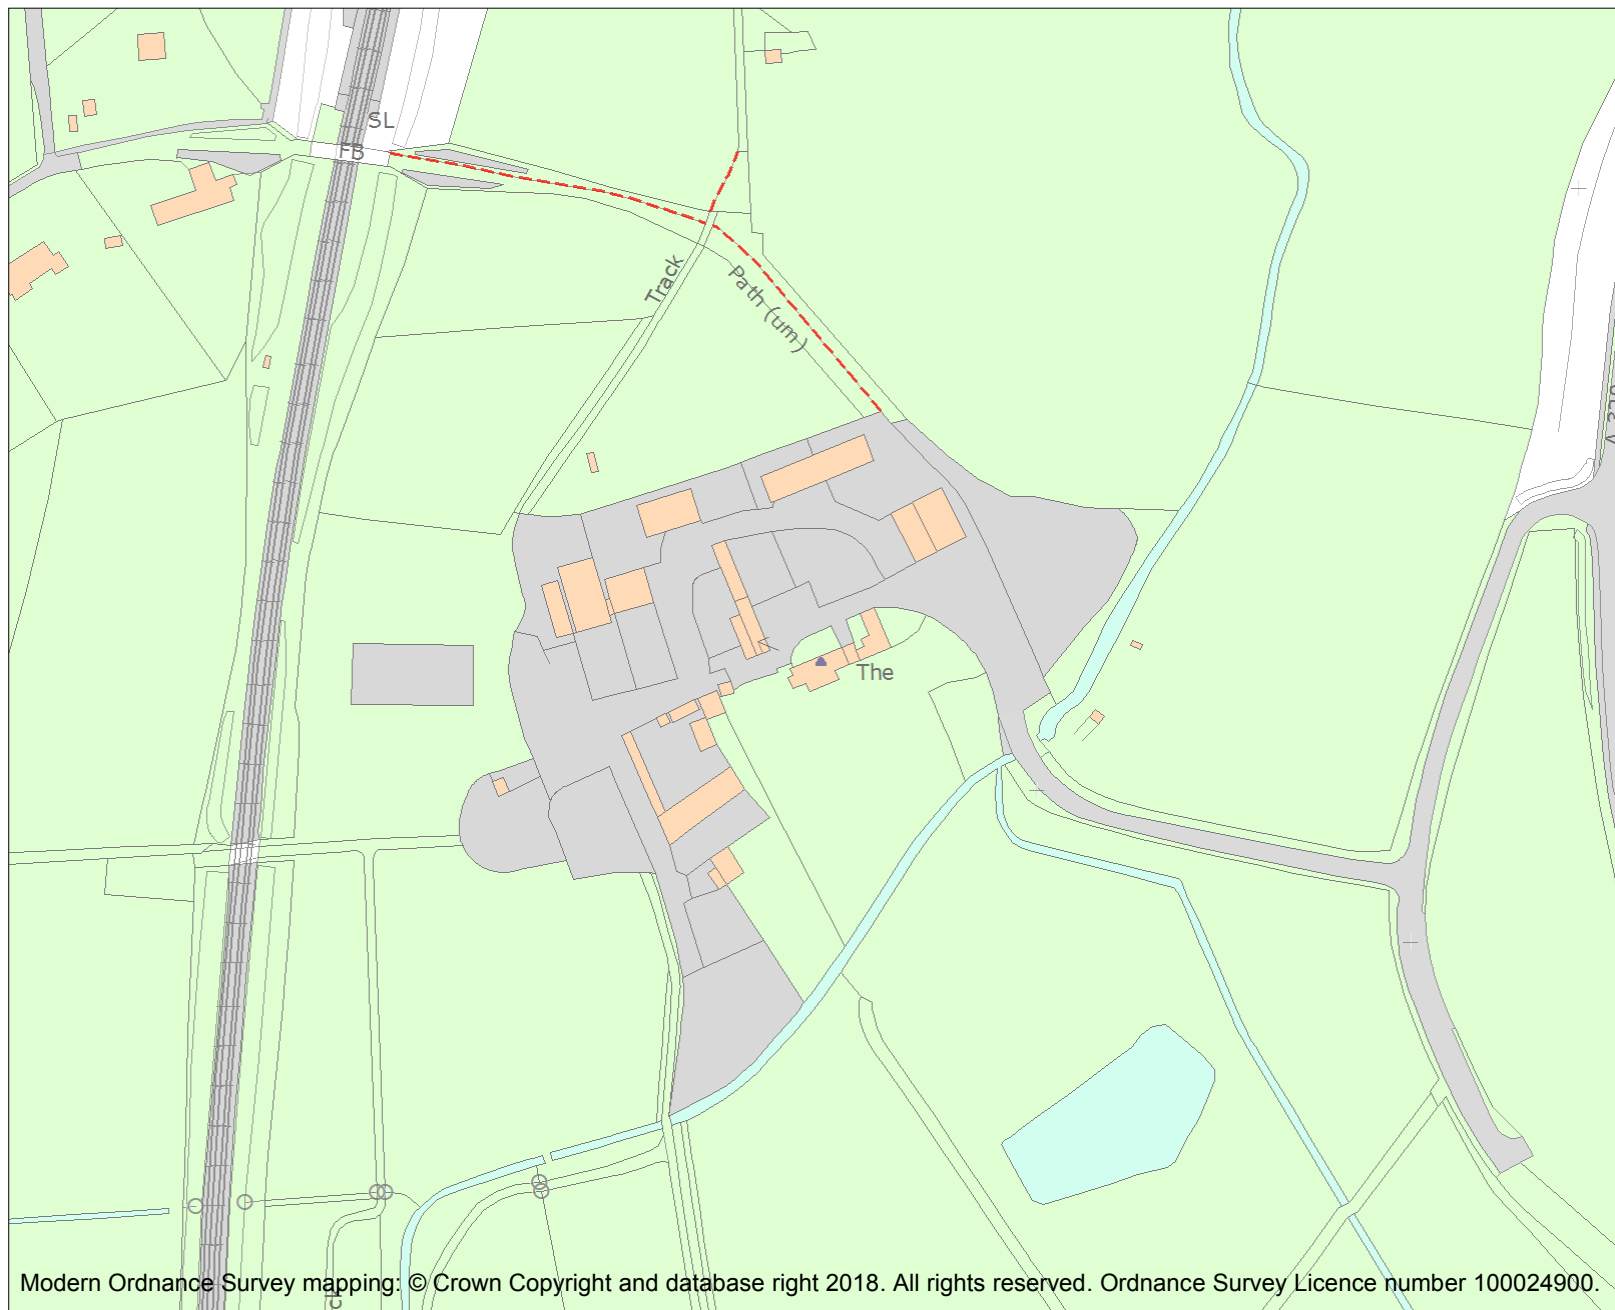 SL
FB
Track
Path (um)
The
Modern Ordnance Survey mapping: © Crown Copyright and database right 2018. All rights reserved. Ordnance Survey Licence number 100024900.